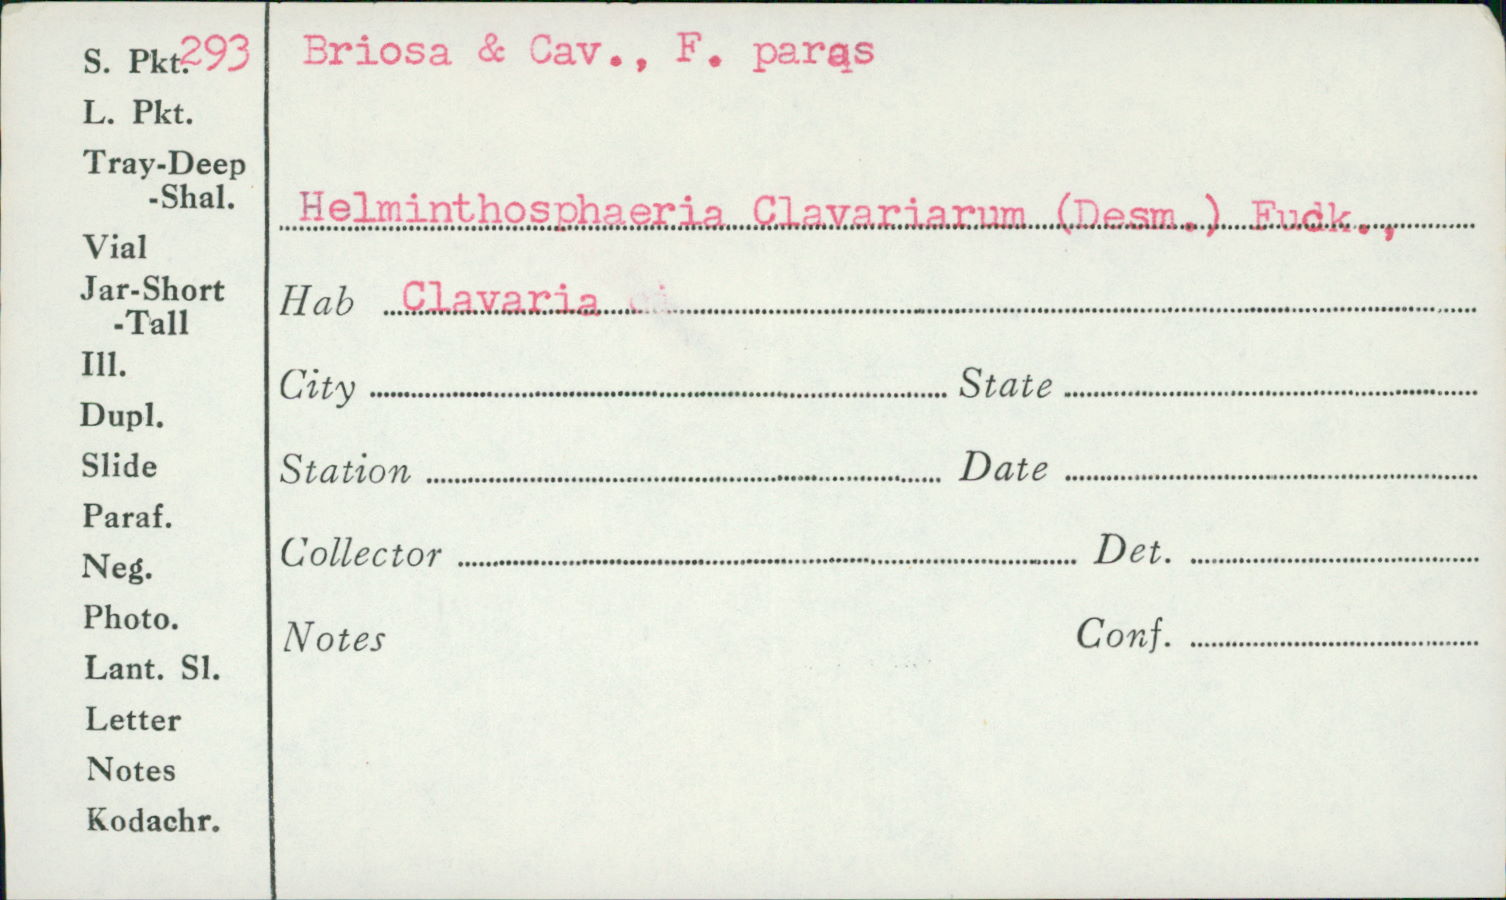 S. Pkt. 293
L. Pkt.
Tray-Deep
-Shal.
Vial
Jar-Short
-Tall
Ill.
Dupl.
Slide
Paraf.
Neg.
Photo.
Lant. Sl.
Letter
Notes
Kodachr.
Briosa & Cav., F. paras
Helminthosphaeria Clavariarum (Desm.) Fuck.,
Hab Clavaria
City State
Station Date
Collector Det.
Notes Conf.